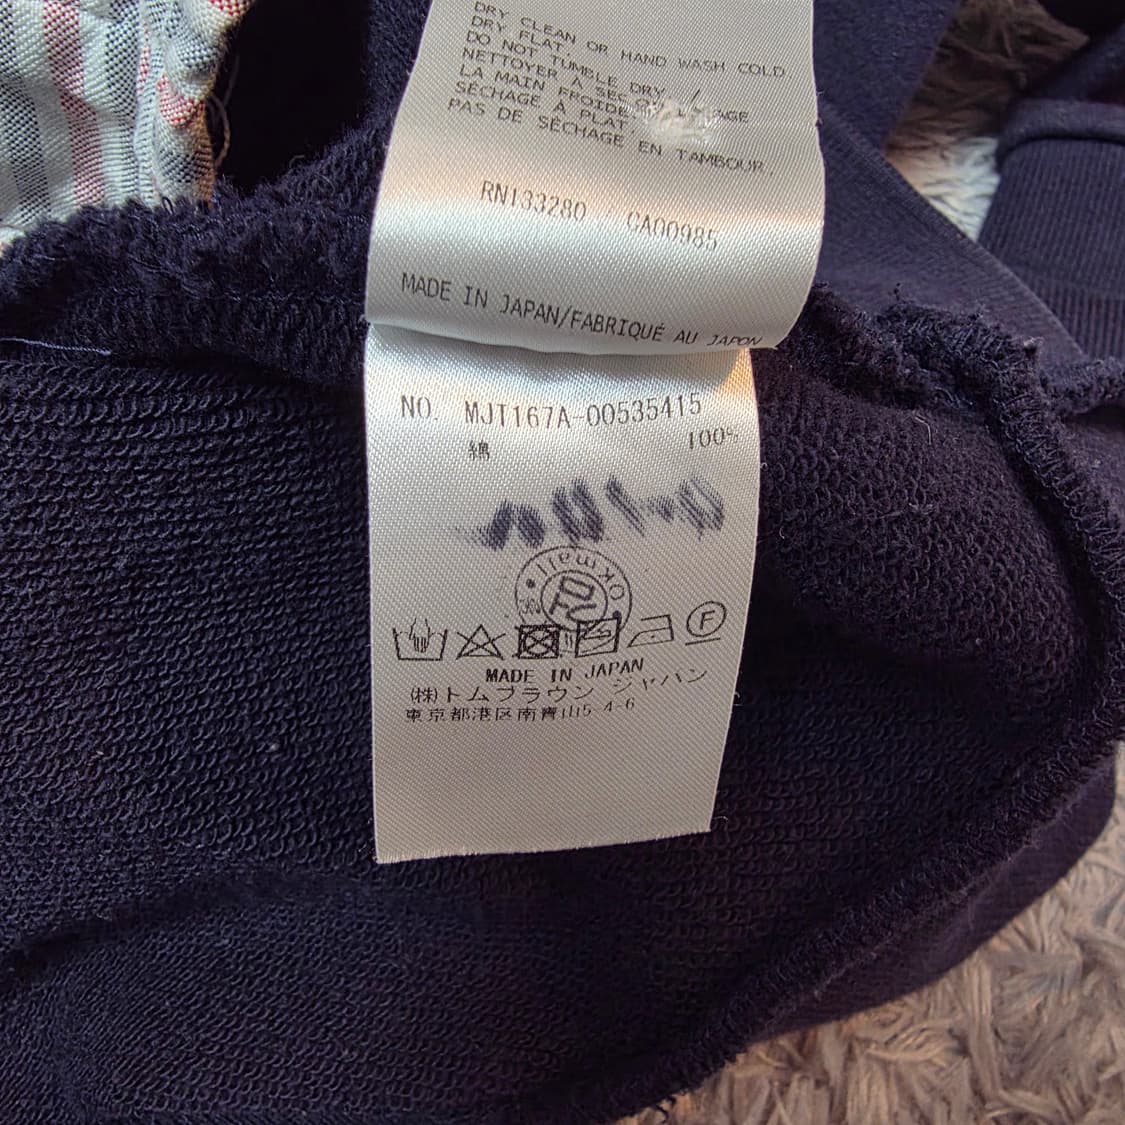 DRY CLEAN OR HAND WASH COLD.
DRY FLAT.
DO NOT TUMBLE DRY /
NETTOYER À SEC
LA MAIN FROIDE
SÉCHAGE À PLAT
PAS DE SÉCHAGE EN TAMBOUR.
RN133280 / CA00985
MADE IN JAPAN/FABRIQUÉ AU JAPON
NO. MJT167A-00535415
綿 100%
okmall
F
MADE IN JAPAN
(株)トムブラウン ジャパン
東京都港区南青山5-4-6